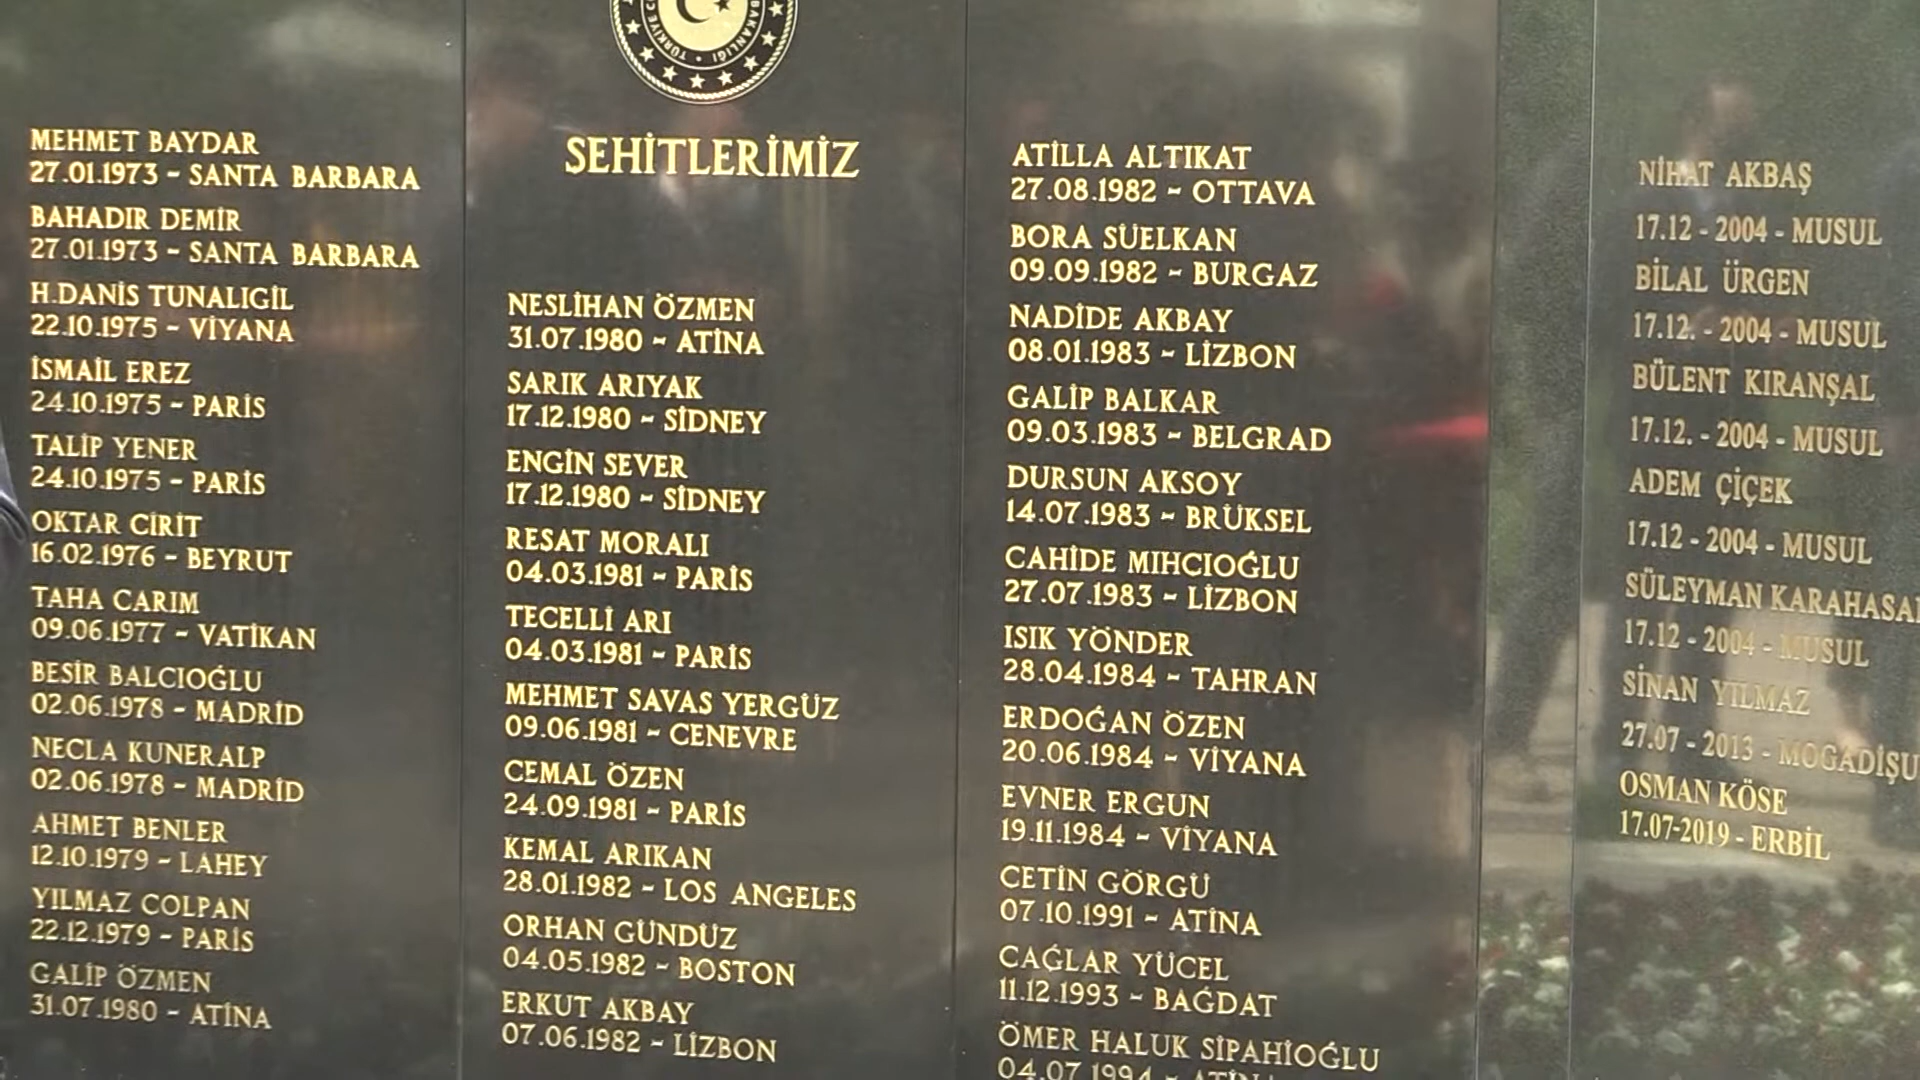 TÜRKİYE C
BAKANLIĞI
MEHMET BAYDAR
27.01.1973 - SANTA BARBARA
BAHADIR DEMİR
27.01.1973 - SANTA BARBARA
H.DANIS TUNALIGİL
22.10.1975 - VİYANA
İSMAİL EREZ
24.10.1975 - PARİS
TALİP YENER
24.10.1975 - PARİS
OKTAR CİRİT
16.02.1976 - BEYRUT
TAHA CARIM
09.06.1977 - VATİKAN
BESİR BALCIOĞLU
02.06.1978 - MADRİD
NECLA KUNERALP
02.06.1978 - MADRİD
AHMET BENLER
12.10.1979 - LAHEY
YILMAZ COLPAN
22.12.1979 - PARİS
GALİP ÖZMEN
31.07.1980 - ATİNA
SEHİTLERİMİZ
NESLİHAN ÖZMEN
31.07.1980 - ATİNA
SARIK ARIYAK
17.12.1980 - SİDNEY
ENGİN SEVER
17.12.1980 - SİDNEY
RESAT MORALI
04.03.1981 - PARİS
TECELLİ ARI
04.03.1981 - PARİS
MEHMET SAVAS YERGÜZ
09.06.1981 - CENEVRE
CEMAL ÖZEN
24.09.1981 - PARİS
KEMAL ARIKAN
28.01.1982 - LOS ANGELES
ORHAN GÜNDÜZ
04.05.1982 - BOSTON
ERKUT AKBAY
07.06.1982 - LİZBON
ATİLLA ALTIKAT
27.08.1982 - OTTAVA
BORA SÜELKAN
09.09.1982 - BURGAZ
NADİDE AKBAY
08.01.1983 - LİZBON
GALİP BALKAR
09.03.1983 - BELGRAD
DURSUN AKSOY
14.07.1983 - BRÜKSEL
CAHİDE MIHCIOĞLU
27.07.1983 - LİZBON
ISIK YÖNDER
28.04.1984 - TAHRAN
ERDOĞAN ÖZEN
20.06.1984 - VİYANA
EVNER ERGUN
19.11.1984 - VİYANA
CETİN GÖRGÜ
07.10.1991 - ATİNA
CAĞLAR YÜCEL
11.12.1993 - BAĞDAT
ÖMER HALUK SİPAHİOĞLU
04.07.1994 - ATİNA
NİHAT AKBAŞ
17.12 - 2004 - MUSUL
BİLAL ÜRGEN
17.12. - 2004 - MUSUL
BÜLENT KIRANŞAL
17.12. - 2004 - MUSUL
ADEM ÇİÇEK
17.12 - 2004 - MUSUL
SÜLEYMAN KARAHASA
17.12 - 2004 - MUSUL
SİNAN YILMAZ
27.07 - 2013 - MOGADİŞU
OSMAN KÖSE
17.07-2019 - ERBİL